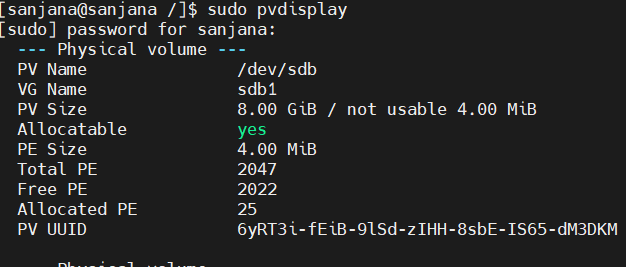 [sanjana@sanjana /]$ sudo pvdisplay
[sudo] password for sanjana:
--- Physical volume ---
PV Name /dev/sdb
VG Name sdb1
PV Size 8.00 GiB / not usable 4.00 MiB
Allocatable yes
PE Size 4.00 MiB
Total PE 2047
Free PE 2022
Allocated PE 25
PV UUID 6yRT3i-fEiB-9lSd-zIHH-8sbE-IS65-dM3DKM
Physical volume